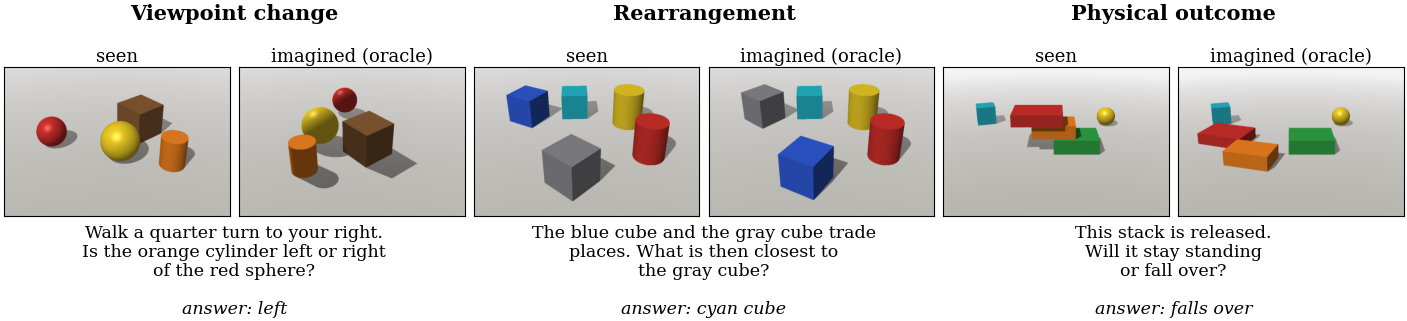 Viewpoint change
seen
imagined (oracle)
Walk a quarter turn to your right.
Is the orange cylinder left or right
of the red sphere?
answer: left
Rearrangement
seen
imagined (oracle)
The blue cube and the gray cube trade
places. What is then closest to
the gray cube?
answer: cyan cube
Physical outcome
seen
imagined (oracle)
This stack is released.
Will it stay standing
or fall over?
answer: falls over